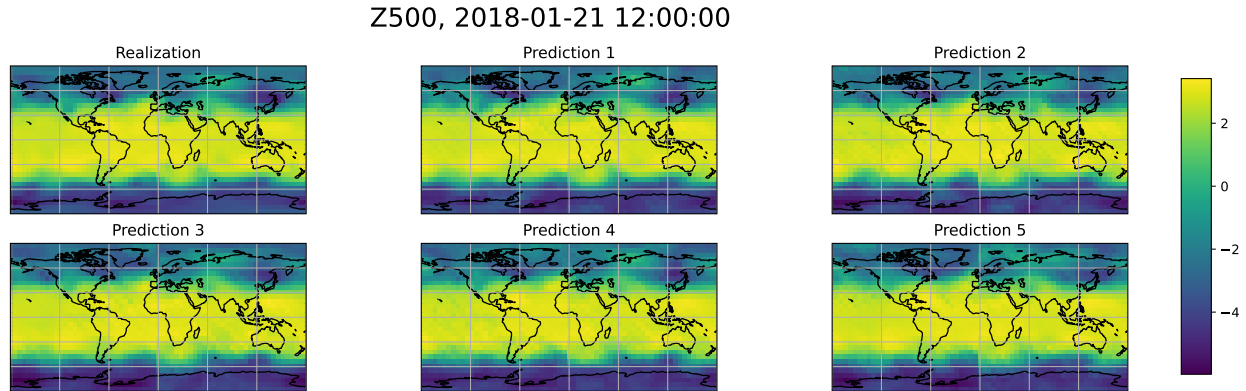 Z500, 2018-01-21 12:00:00
Realization
Prediction 1
Prediction 2
Prediction 3
Prediction 4
Prediction 5
2
0
−2
−4